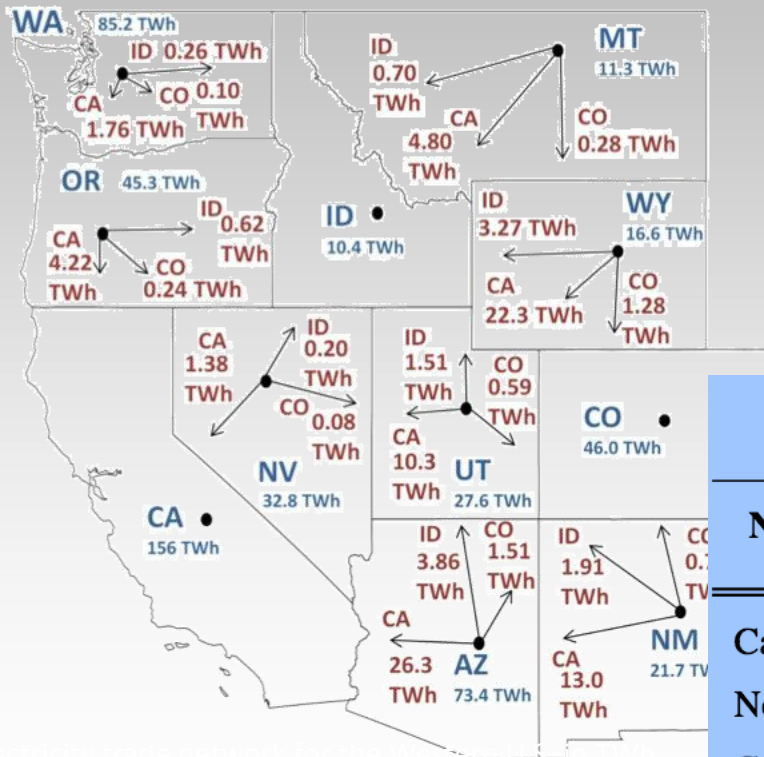 WA 85.2 TWh
ID 0.26 TWh
CA
1.76 TWh
CO 0.10
TWh
MT
11.3 TWh
ID
0.70
TWh
CA
4.80
TWh
CO
0.28 TWh
OR 45.3 TWh
ID 0.62
TWh
CA
4.22
TWh
CO
0.24 TWh
ID
10.4 TWh
WY
16.6 TWh
ID
3.27 TWh
CA
22.3 TWh
CO
1.28
TWh
NV
32.8 TWh
CA
1.38
TWh
ID
0.20
TWh
CO 0.08
TWh
UT
27.6 TWh
ID
1.51
TWh
CO
0.59
TWh
CA
10.3
TWh
CO
46.0 TWh
CA
156 TWh
AZ
73.4 TWh
ID
3.86
TWh
CO
1.51
TWh
CA
26.3
TWh
NM
21.7 TW
ID
1.91
TWh
CA
13.0
TWh
0.7
N
Ca